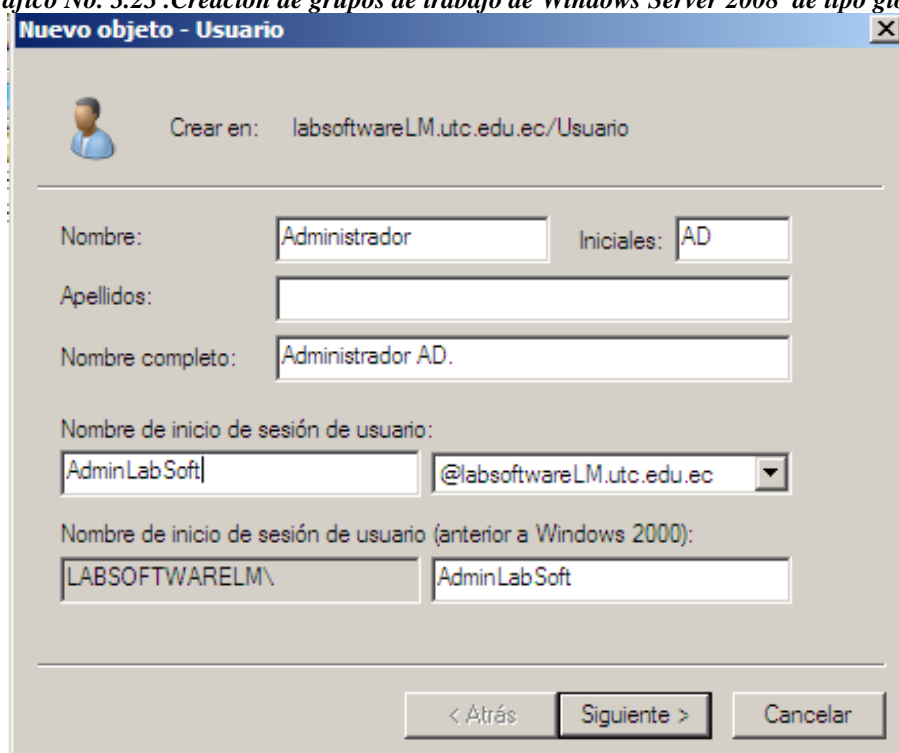 áfico No. 3.23 .Creación de grupos de trabajo de Windows Server 2008 de tipo glo
Nuevo objeto - Usuario
Crear en: labsoftwareLM.utc.edu.ec/Usuario
Nombre: Administrador Iniciales: AD
Apellidos:
Nombre completo: Administrador AD.
Nombre de inicio de sesión de usuario:
AdminLabSoft @labsoftwareLM.utc.edu.ec
Nombre de inicio de sesión de usuario (anterior a Windows 2000):
LABSOFTWARELM\ AdminLabSoft
< Atrás Siguiente > Cancelar